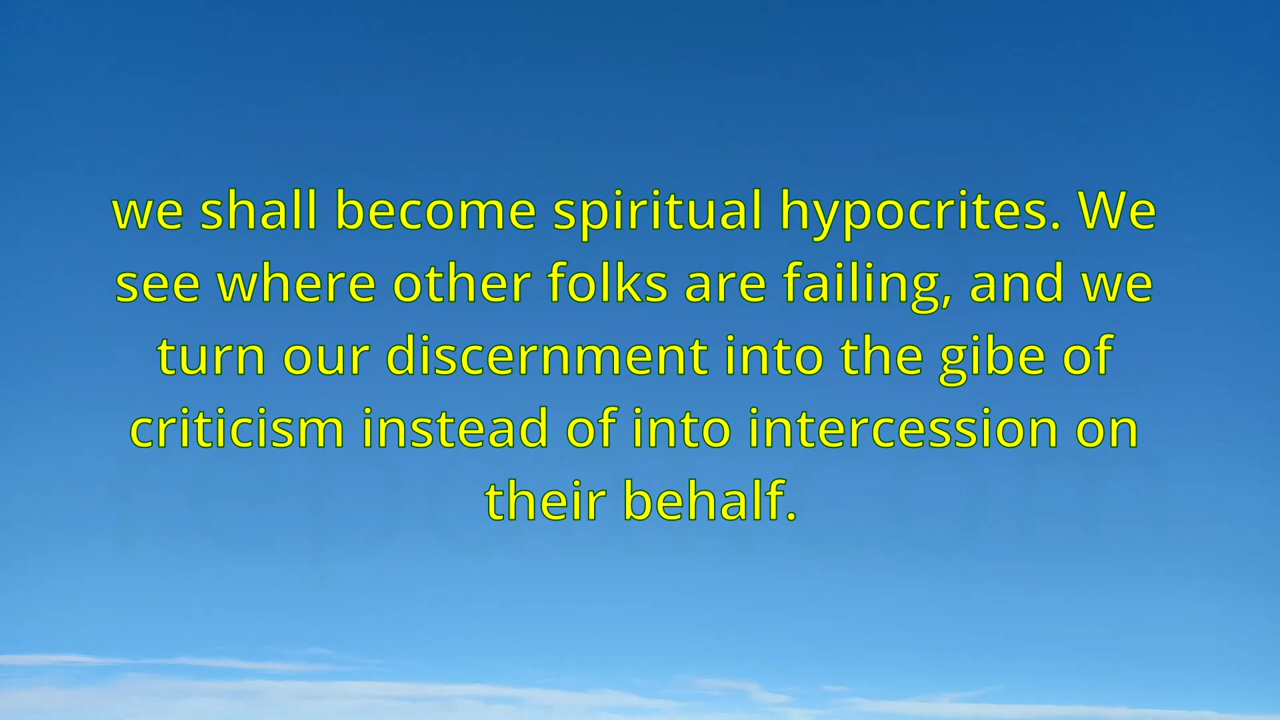 we shall become spiritual hypocrites. We
see where other folks are failing, and we
turn our discernment into the gibe of
criticism instead of into intercession on
their behalf.